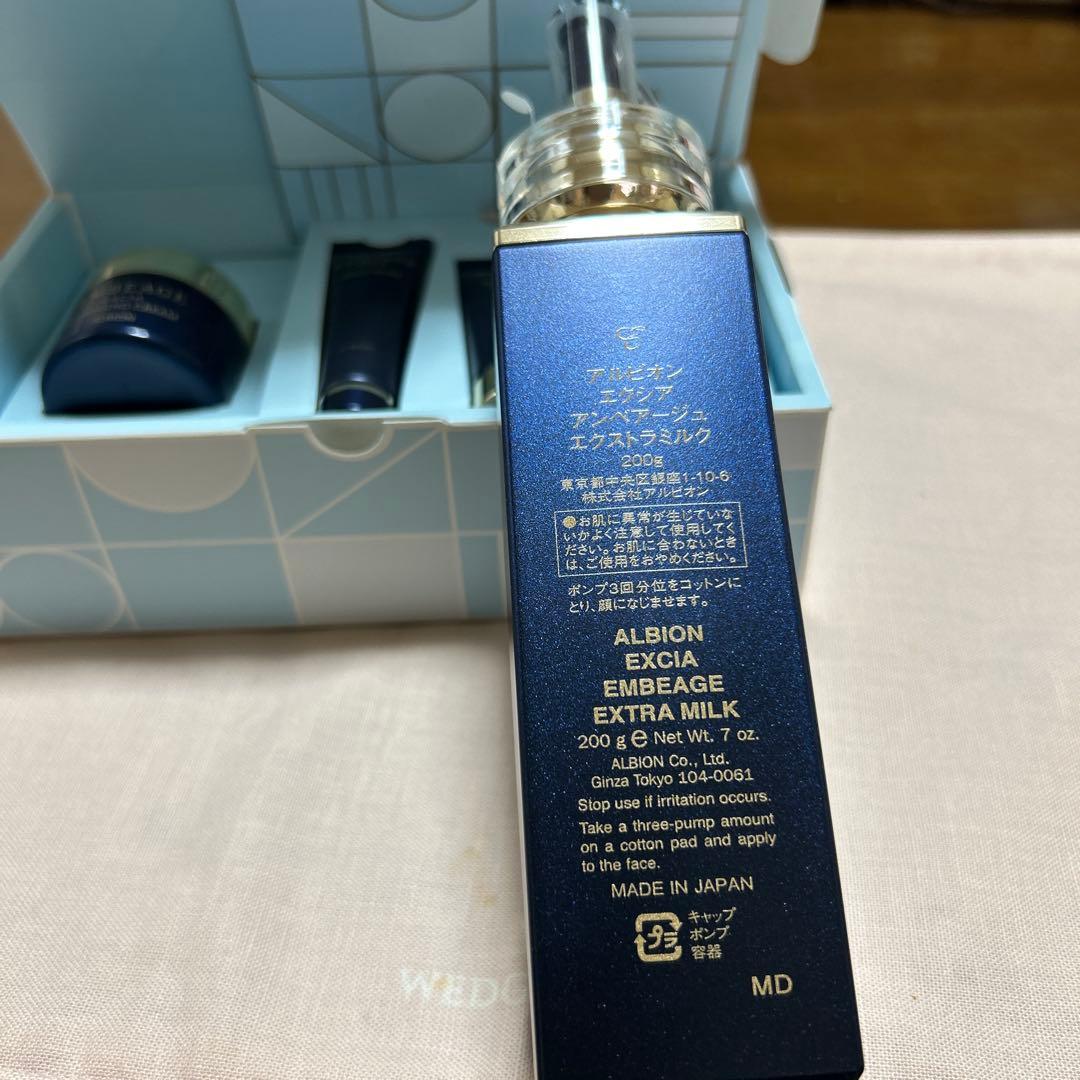 アルビオン
エクシア
アンベアージュ
エクストラミルク
200g
東京都中央区銀座1-10-6
株式会社アルビオン
●お肌に異常が生じていな
いかよく注意して使用してく
ださい。お肌に合わないとき
は、ご使用をおやめください。
ポンプ3回分位をコットンに
とり、顔になじませます。
ALBION
EXCIA
EMBEAGE
EXTRA MILK
200 g ℮ Net Wt. 7 oz.
ALBION Co., Ltd.
Ginza Tokyo 104-0061
Stop use if irritation occurs.
Take a three-pump amount
on a cotton pad and apply
to the face.
MADE IN JAPAN
プラ
キャップ
ポンプ
容器
MD